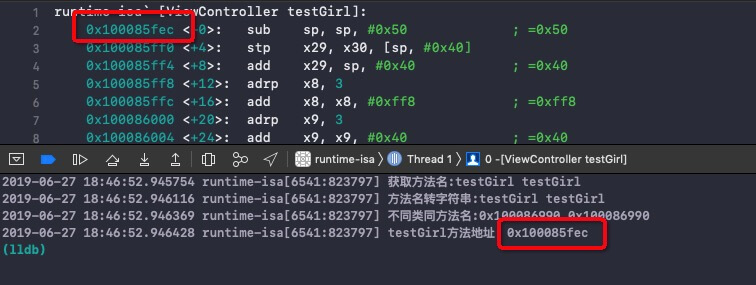 1 runtime-isa`-[ViewController testGirl]:
2 0x100085fec <+0>: sub sp, sp, #0x50 ; =0x50
3 0x100085ff0 <+4>: stp x29, x30, [sp, #0x40]
4 0x100085ff4 <+8>: add x29, sp, #0x40 ; =0x40
5 0x100085ff8 <+12>: adrp x8, 3
6 0x100085ffc <+16>: add x8, x8, #0xff8 ; =0xff8
7 0x100086000 <+20>: adrp x9, 3
8 0x100086004 <+24>: add x9, x9, #0x40 ; =0x40
runtime-isa Thread 1 0 -[ViewController testGirl]
2019-06-27 18:46:52.945754 runtime-isa[6541:823797] 获取方法名:testGirl testGirl
2019-06-27 18:46:52.946116 runtime-isa[6541:823797] 方法名转字符串:testGirl testGirl
2019-06-27 18:46:52.946369 runtime-isa[6541:823797] 不同类同方法名:0x100086990 0x100086990
2019-06-27 18:46:52.946428 runtime-isa[6541:823797] testGirl方法地址 0x100085fec
(lldb)